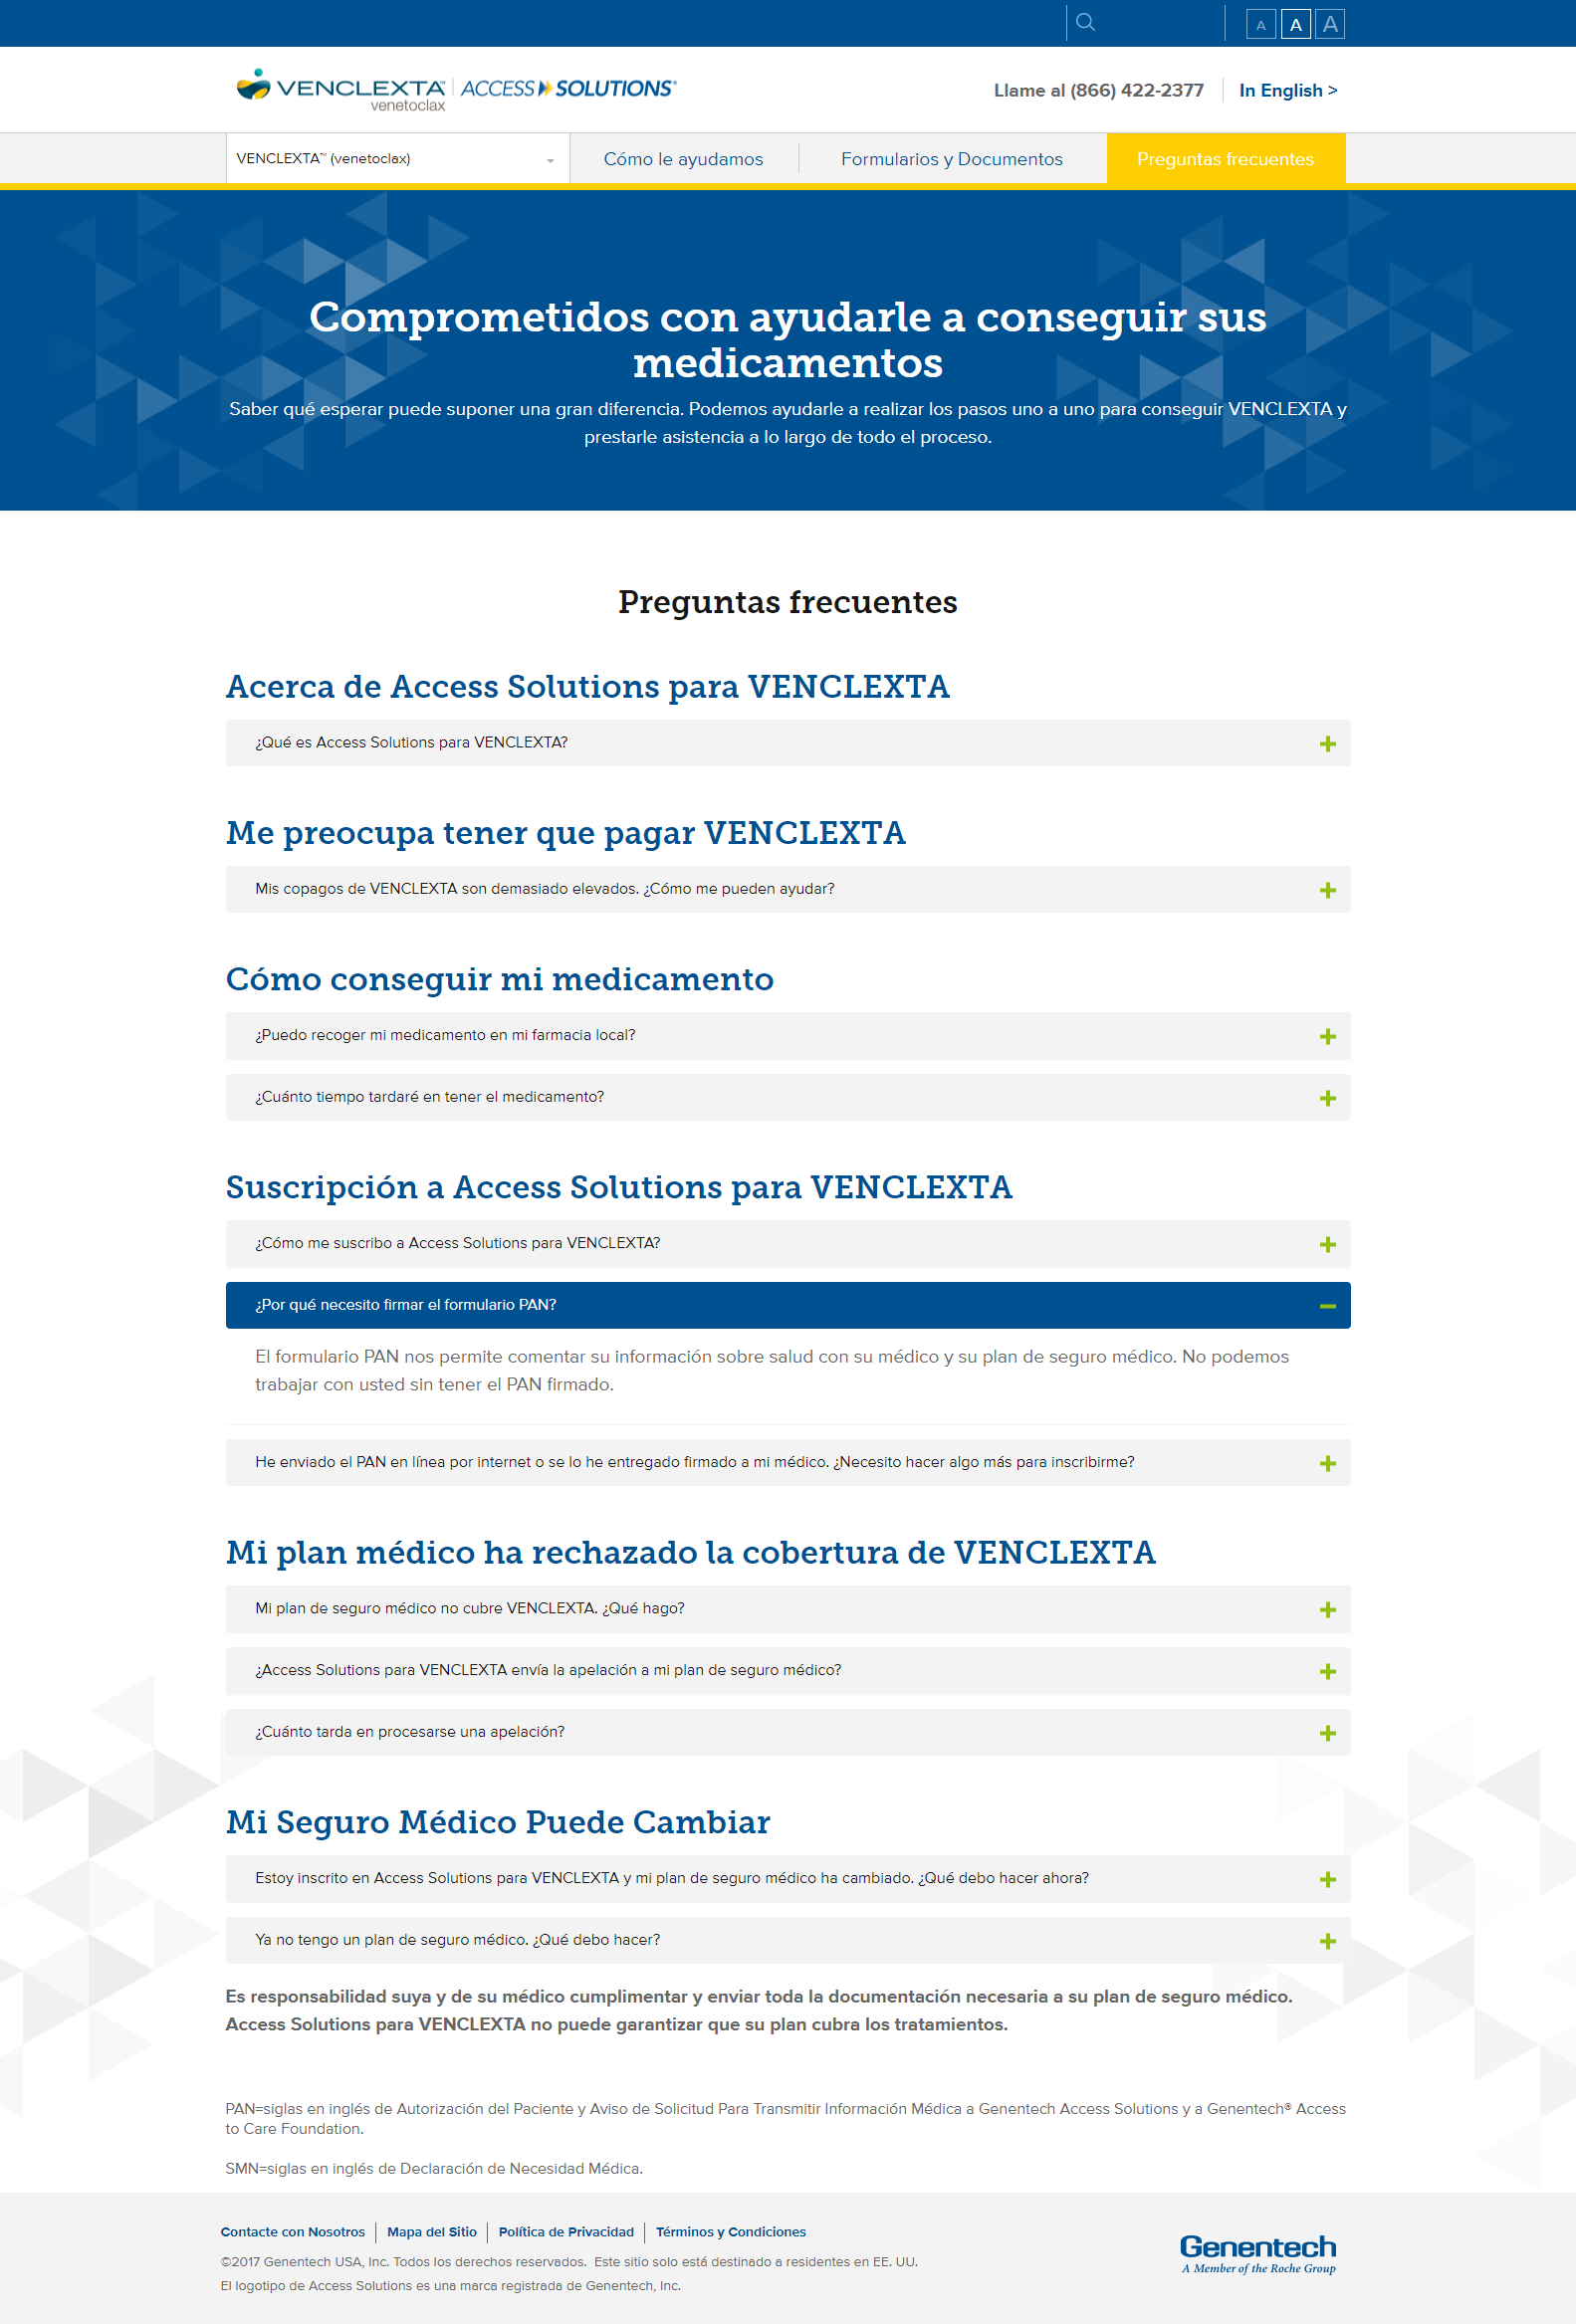 A A A
VENCLEXTA™ venetoclax | ACCESS SOLUTIONS®
Llame al (866) 422-2377
In English >
VENCLEXTA™ (venetoclax)
Cómo le ayudamos
Formularios y Documentos
Preguntas frecuentes
Comprometidos con ayudarle a conseguir sus
medicamentos
Saber qué esperar puede suponer una gran diferencia. Podemos ayudarle a realizar los pasos uno a uno para conseguir VENCLEXTA y
prestarle asistencia a lo largo de todo el proceso.
Preguntas frecuentes
Acerca de Access Solutions para VENCLEXTA
¿Qué es Access Solutions para VENCLEXTA?
Me preocupa tener que pagar VENCLEXTA
Mis copagos de VENCLEXTA son demasiado elevados. ¿Cómo me pueden ayudar?
Cómo conseguir mi medicamento
¿Puedo recoger mi medicamento en mi farmacia local?
¿Cuánto tiempo tardaré en tener el medicamento?
Suscripción a Access Solutions para VENCLEXTA
¿Cómo me suscribo a Access Solutions para VENCLEXTA?
¿Por qué necesito firmar el formulario PAN?
El formulario PAN nos permite comentar su información sobre salud con su médico y su plan de seguro médico. No podemos
trabajar con usted sin tener el PAN firmado.
He enviado el PAN en línea por internet o se lo he entregado firmado a mi médico. ¿Necesito hacer algo más para inscribirme?
Mi plan médico ha rechazado la cobertura de VENCLEXTA
Mi plan de seguro médico no cubre VENCLEXTA. ¿Qué hago?
¿Access Solutions para VENCLEXTA envía la apelación a mi plan de seguro médico?
¿Cuánto tarda en procesarse una apelación?
Mi Seguro Médico Puede Cambiar
Estoy inscrito en Access Solutions para VENCLEXTA y mi plan de seguro médico ha cambiado. ¿Qué debo hacer ahora?
Ya no tengo un plan de seguro médico. ¿Qué debo hacer?
Es responsabilidad suya y de su médico cumplimentar y enviar toda la documentación necesaria a su plan de seguro médico.
Access Solutions para VENCLEXTA no puede garantizar que su plan cubra los tratamientos.
PAN=siglas en inglés de Autorización del Paciente y Aviso de Solicitud Para Transmitir Información Médica a Genentech Access Solutions y a Genentech® Access
to Care Foundation.
SMN=siglas en inglés de Declaración de Necesidad Médica.
Contacte con Nosotros | Mapa del Sitio | Política de Privacidad | Términos y Condiciones
©2017 Genentech USA, Inc. Todos los derechos reservados. Este sitio solo está destinado a residentes en EE. UU.
El logotipo de Access Solutions es una marca registrada de Genentech, Inc.
Genentech
A Member of the Roche Group